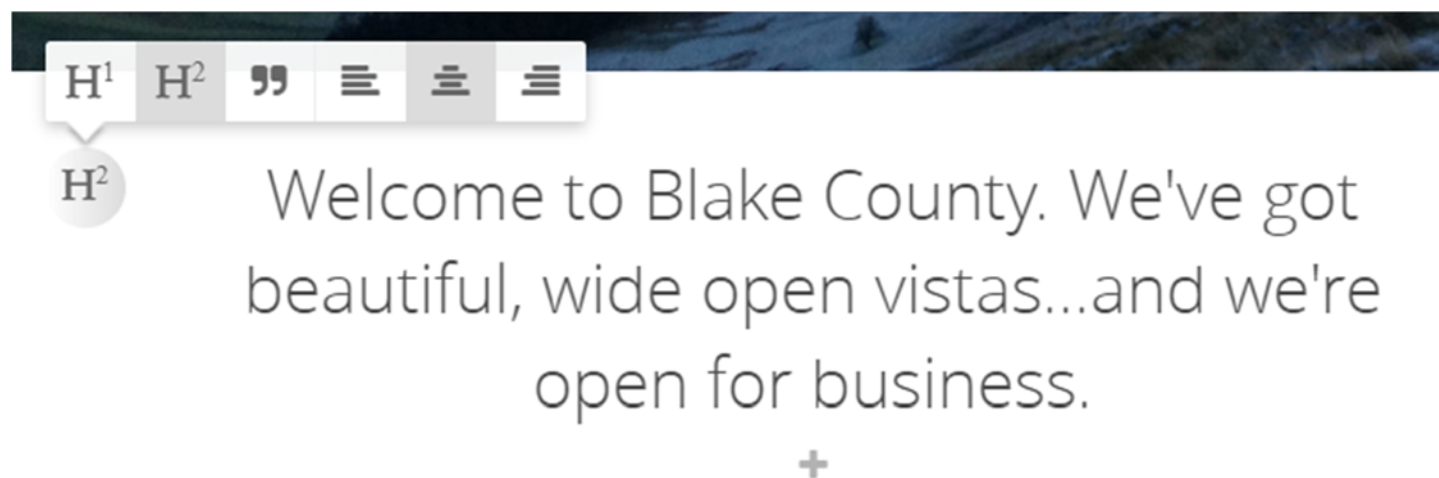 H¹ H² ❞
H²
Welcome to Blake County. We've got
beautiful, wide open vistas...and we're
open for business.